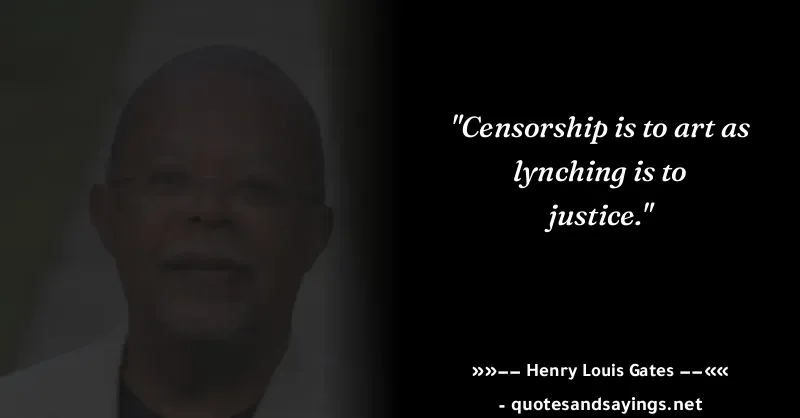 "Censorship is to art as
lynching is to
justice."
»»—— Henry Louis Gates ——««
- quotesandsayings.net